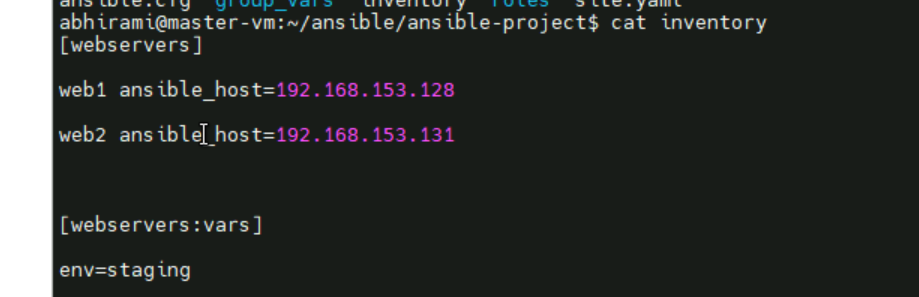 ansible.cfg group_vars inventory roles site.yaml
abhirami@master-vm:~/ansible/ansible-project$ cat inventory
[webservers]
web1 ansible_host=192.168.153.128
web2 ansible_host=192.168.153.131
[webservers:vars]
env=staging